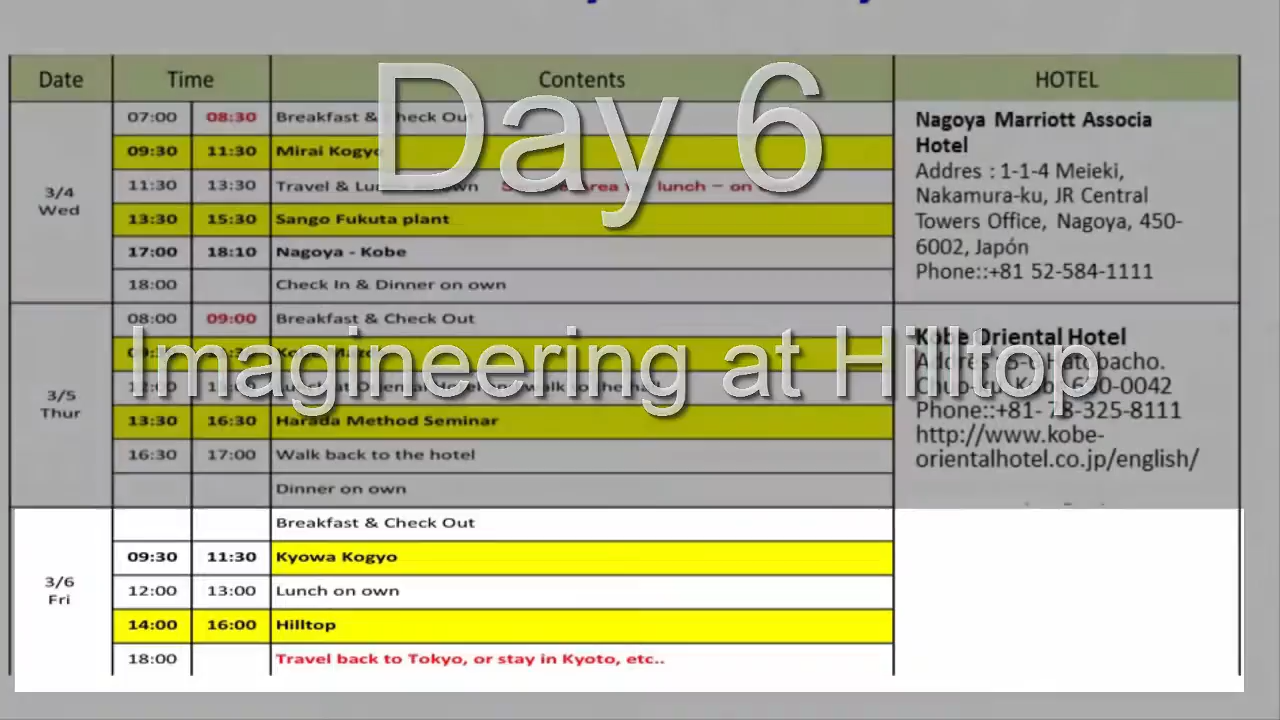 Day 6
Imagineering at Hilltop
Date Time Contents HOTEL
3/4
Wed
07:00 08:30 Breakfast & Check Out
09:30 11:30 Mirai Kogyo
11:30 13:30 Travel & Lunch on own lunch – on
13:30 15:30 Sango Fukuta plant
17:00 18:10 Nagoya - Kobe
18:00 Check In & Dinner on own
Nagoya Marriott Associa
Hotel
Addres : 1-1-4 Meieki,
Nakamura-ku, JR Central
Towers Office, Nagoya, 450-
6002, Japón
Phone::+81 52-584-1111
3/5
Thur
08:00 09:00 Breakfast & Check Out
13:30 16:30 Harada Method Seminar
16:30 17:00 Walk back to the hotel
Dinner on own
Kobe Oriental Hotel
Phone::+81- 78-325-8111
http://www.kobe-
orientalhotel.co.jp/english/
3/6
Fri
Breakfast & Check Out
09:30 11:30 Kyowa Kogyo
12:00 13:00 Lunch on own
14:00 16:00 Hilltop
18:00 Travel back to Tokyo, or stay in Kyoto, etc..